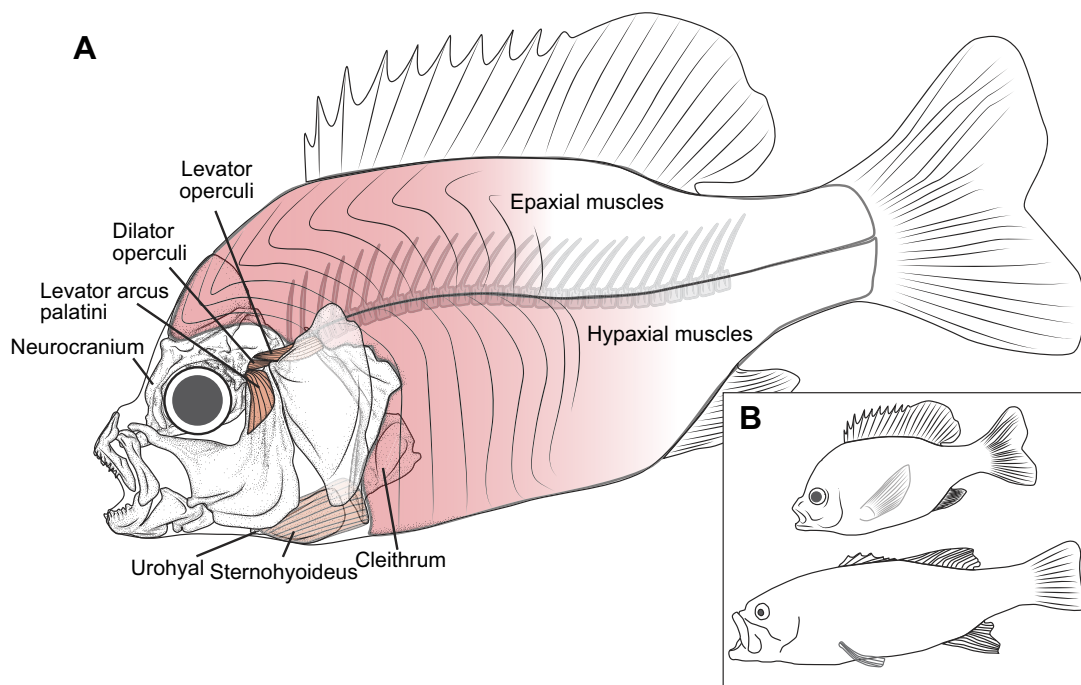 A
Levator
operculi
Dilator
operculi
Levator arcus
palatini
Neurocranium
Epaxial muscles
Hypaxial muscles
Urohyal
Sternohyoideus
Cleithrum
B